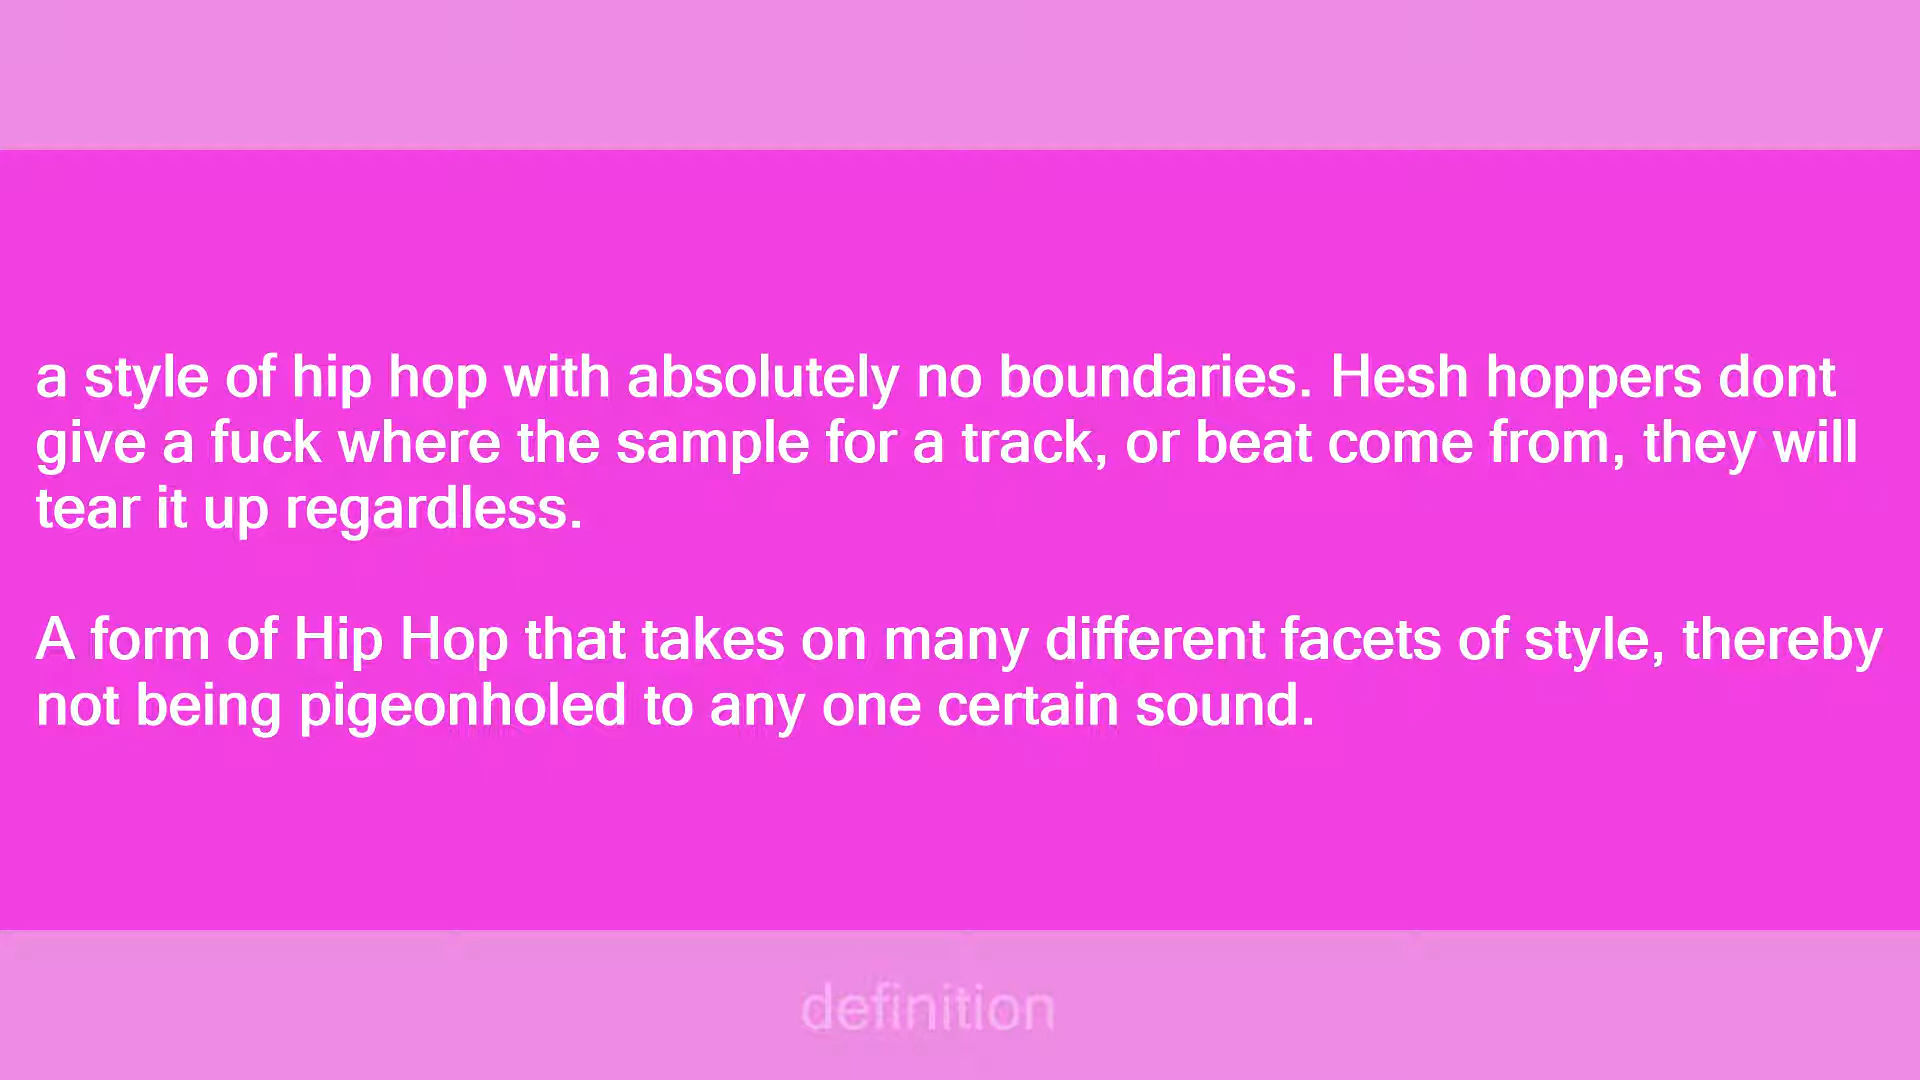 a style of hip hop with absolutely no boundaries. Hesh hoppers dont
give a fuck where the sample for a track, or beat come from, they will
tear it up regardless.
A form of Hip Hop that takes on many different facets of style, thereby
not being pigeonholed to any one certain sound.
definition